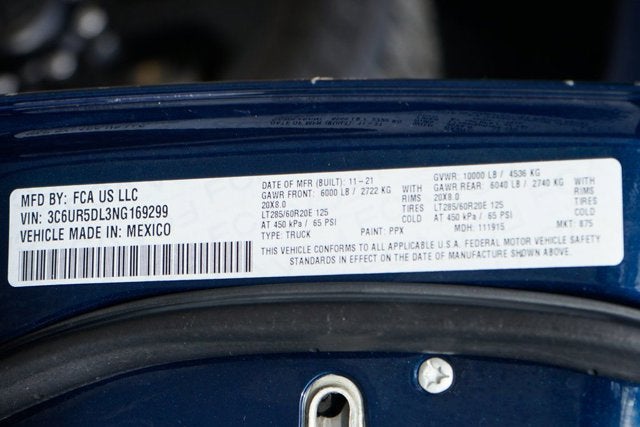 MFD BY: FCA US LLC
VIN: 3C6UR5DL3NG169299
VEHICLE MADE IN: MEXICO
DATE OF MFR (BUILT): 11-21
GAWR FRONT: 6000 LB / 2722 KG WITH
20X8.0 RIMS
LT285/60R20E 125 TIRES
AT 450 kPa / 65 PSI COLD
TYPE: TRUCK PAINT: PPX
GVWR: 10000 LB / 4536 KG
GAWR REAR: 6040 LB / 2740 KG WITH
20X8.0 RIMS
LT285/60R20E 125 TIRES
AT 450 kPa / 65 PSI COLD
MDH: 111915 MKT: 875
THIS VEHICLE CONFORMS TO ALL APPLICABLE U.S.A. FEDERAL MOTOR VEHICLE SAFETY
STANDARDS IN EFFECT ON THE DATE OF MANUFACTURE SHOWN ABOVE.